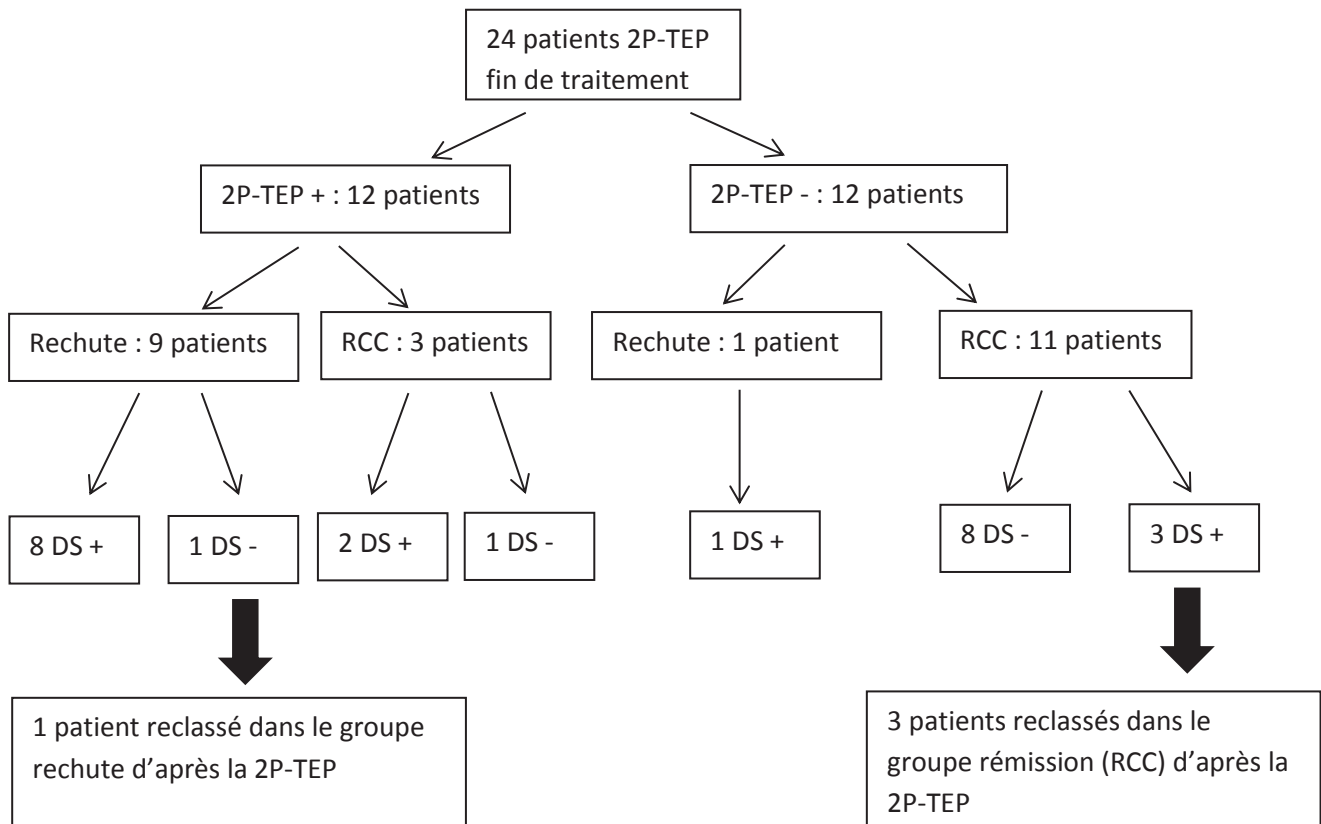 24 patients 2P-TEP
fin de traitement
2P-TEP + : 12 patients
2P-TEP - : 12 patients
Rechute : 9 patients
RCC : 3 patients
Rechute : 1 patient
RCC : 11 patients
8 DS +
1 DS -
2 DS +
1 DS -
1 DS +
8 DS -
3 DS +
1 patient reclassé dans le groupe
rechute d’après la 2P-TEP
3 patients reclassés dans le
groupe rémission (RCC) d’après la
2P-TEP